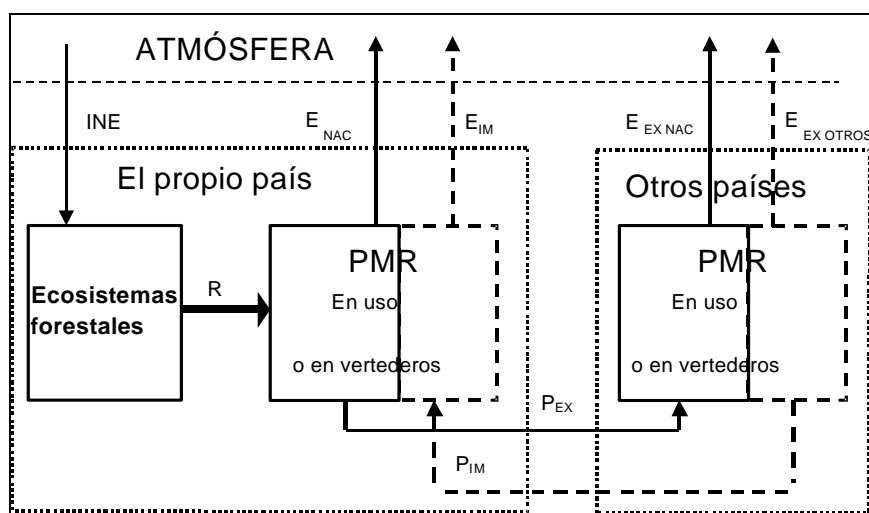 ATMÓSFERA
INE
E NAC
E IM
E EX NAC
E EX OTROS
El propio país
Otros países
Ecosistemas
forestales
R
PMR
En uso
o en vertederos
PMR
En uso
o en vertederos
P EX
P IM